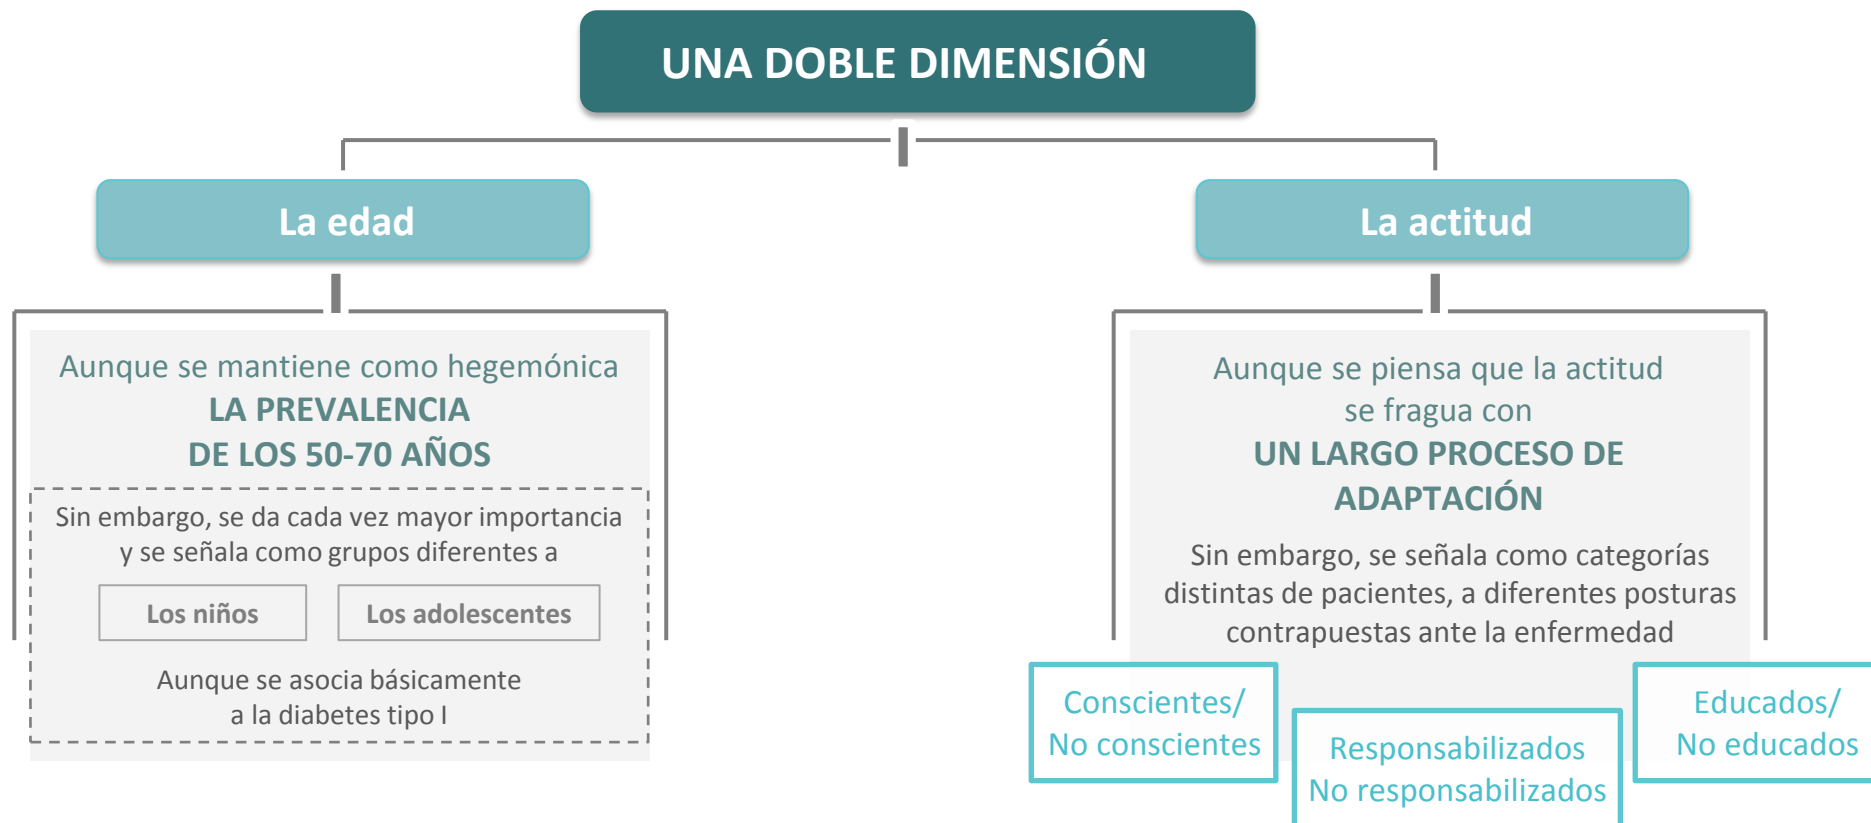 UNA DOBLE DIMENSIÓN
La edad
Aunque se mantiene como hegemónica
LA PREVALENCIA
DE LOS 50-70 AÑOS
Sin embargo, se da cada vez mayor importancia
y se señala como grupos diferentes a
Los niños
Los adolescentes
Aunque se asocia básicamente
a la diabetes tipo I
La actitud
Aunque se piensa que la actitud
se fragua con
UN LARGO PROCESO DE
ADAPTACIÓN
Sin embargo, se señala como categorías
distintas de pacientes, a diferentes posturas
contrapuestas ante la enfermedad
Conscientes/
No conscientes
Responsabilizados
No responsabilizados
Educados/
No educados